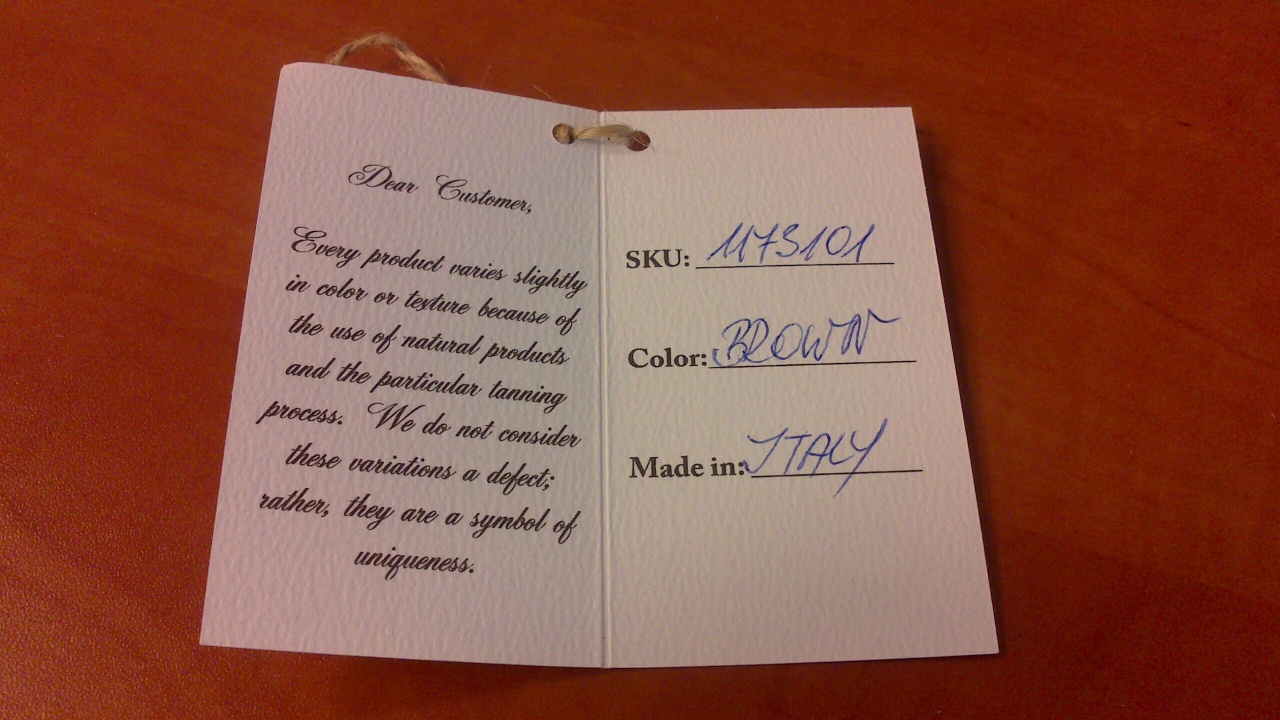 Dear Customer,
Every product varies slightly
in color or texture because of
the use of natural products
and the particular tanning
process. We do not consider
these variations a defect;
rather, they are a symbol of
uniqueness.
SKU: 1173101
Color: BROWN
Made in: ITALY